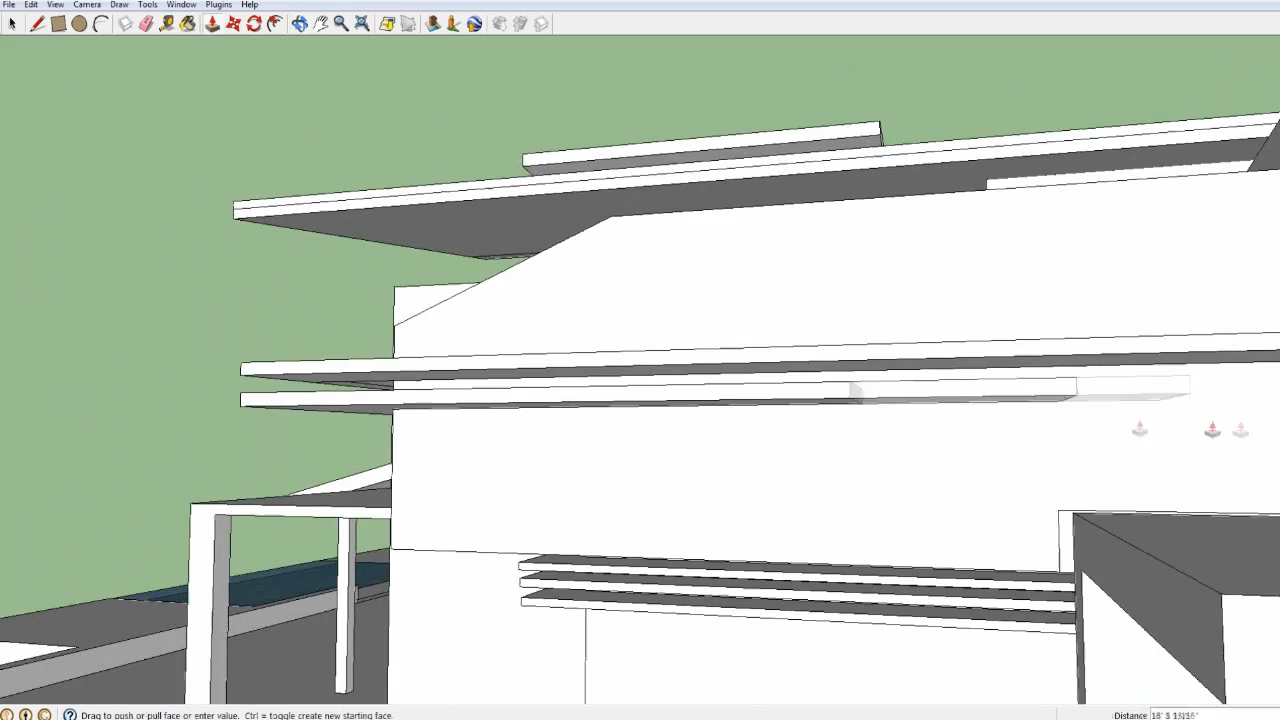 File Edit View Camera Draw Tools Window Plugins Help
Drag to push or pull face or enter value. Ctrl = toggle create new starting face.
Distance